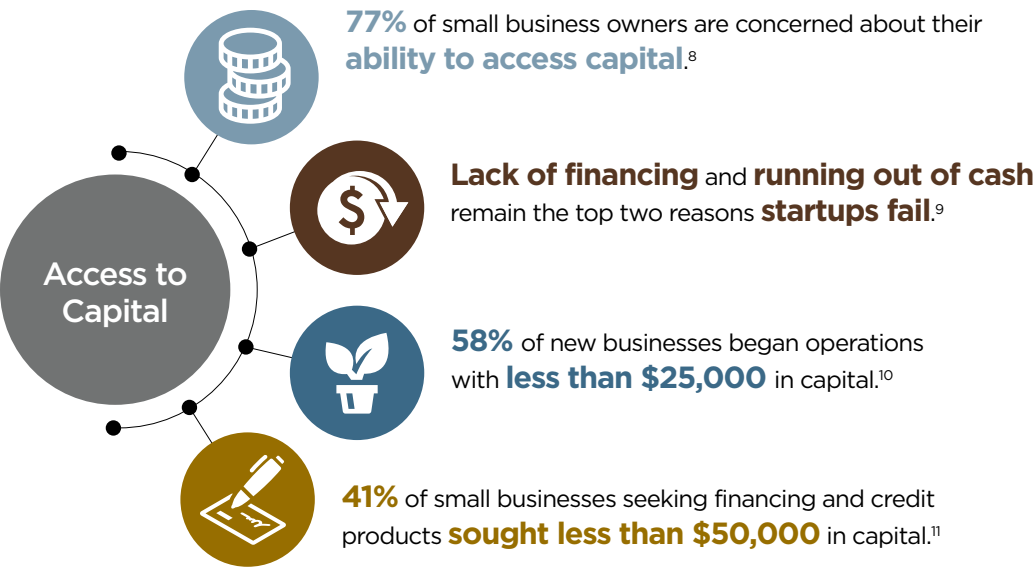 77% of small business owners are concerned about their
ability to access capital.⁸
Lack of financing and running out of cash
remain the top two reasons startups fail.⁹
Access to
Capital
$
58% of new businesses began operations
with less than $25,000 in capital.¹⁰
41% of small businesses seeking financing and credit
products sought less than $50,000 in capital.¹¹